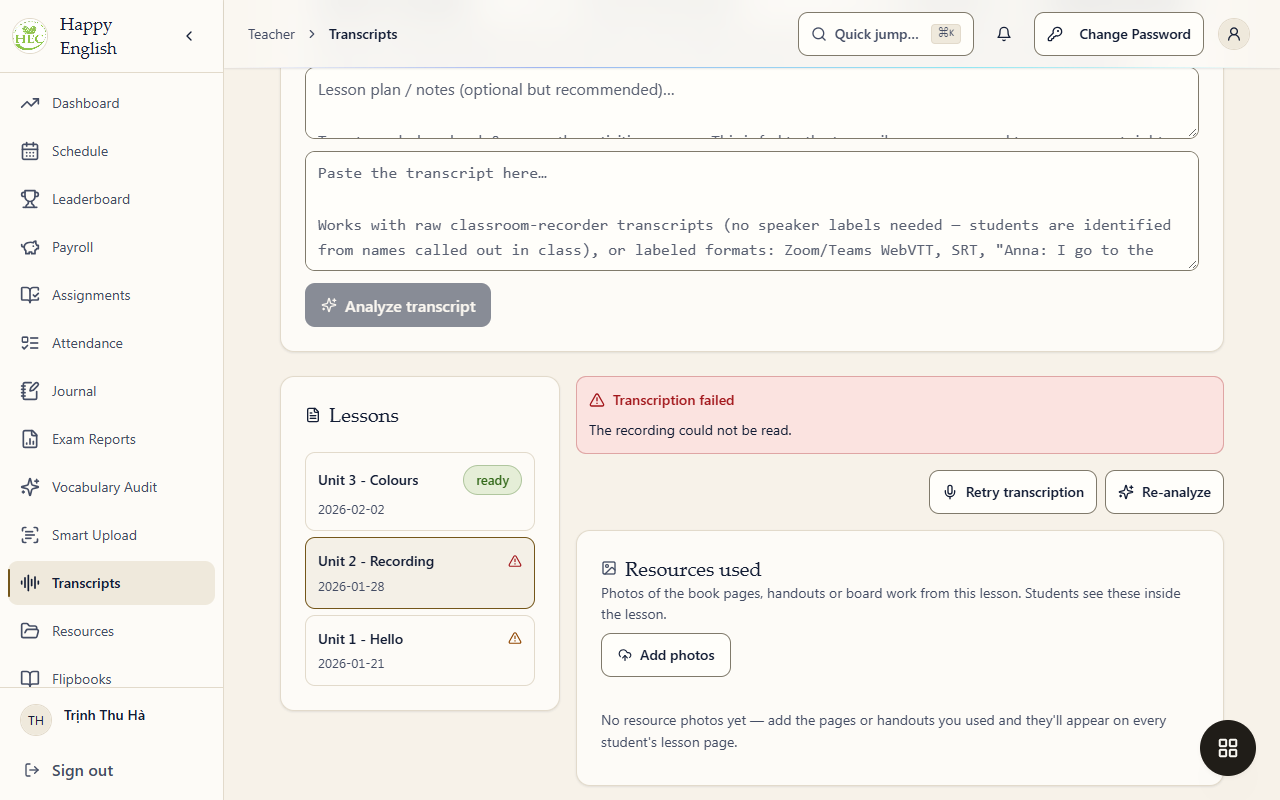 HEC
Happy
English
Dashboard
Schedule
Leaderboard
Payroll
Assignments
Attendance
Journal
Exam Reports
Vocabulary Audit
Smart Upload
Transcripts
Resources
Flipbooks
TH
Trịnh Thu Hà
Sign out
Teacher
Transcripts
Quick jump...
⌘K
Change Password
Lesson plan / notes (optional but recommended)...
Paste the transcript here…
Works with raw classroom-recorder transcripts (no speaker labels needed — students are identified
from names called out in class), or labeled formats: Zoom/Teams WebVTT, SRT, "Anna: I go to the
Analyze transcript
Lessons
Unit 3 - Colours
ready
2026-02-02
Unit 2 - Recording
2026-01-28
Unit 1 - Hello
2026-01-21
Transcription failed
The recording could not be read.
Retry transcription
Re-analyze
Resources used
Photos of the book pages, handouts or board work from this lesson. Students see these inside
the lesson.
Add photos
No resource photos yet — add the pages or handouts you used and they'll appear on every
student's lesson page.